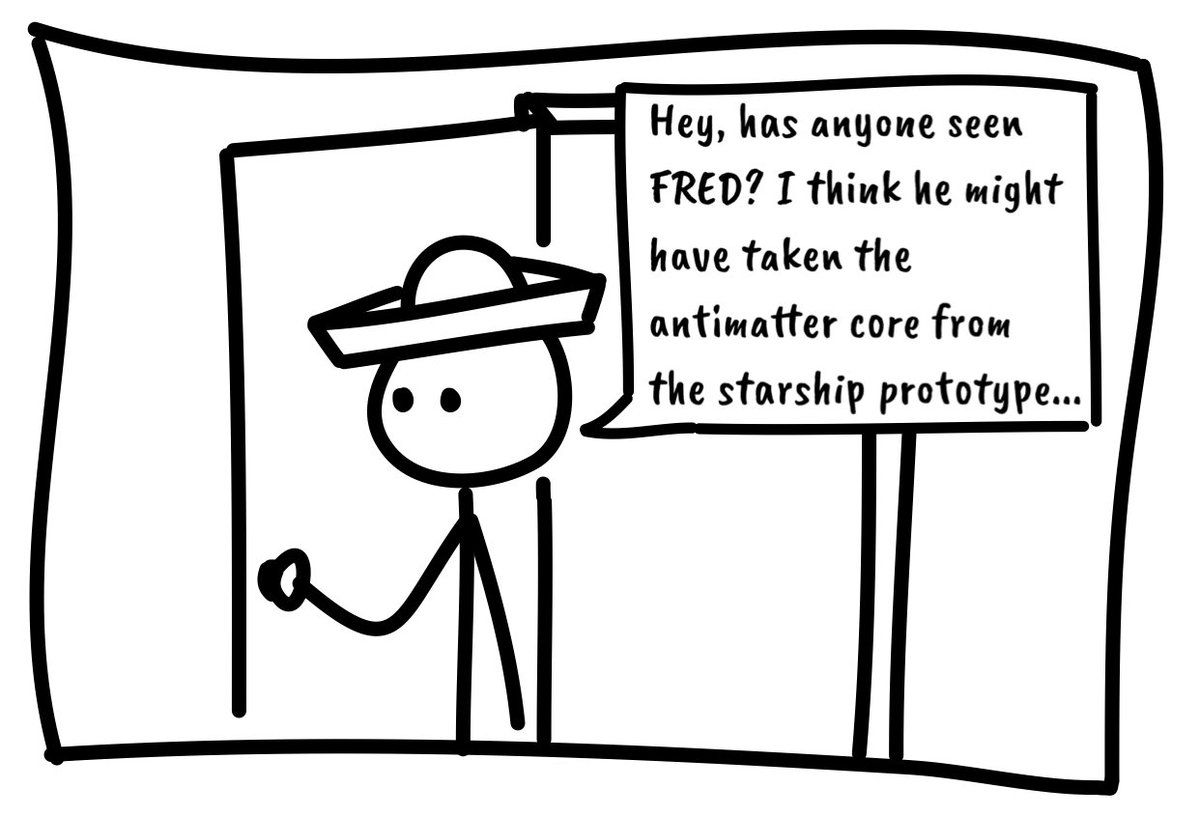 Hey, has anyone seen
FRED? I think he might
have taken the
antimatter core from
the starship prototype...